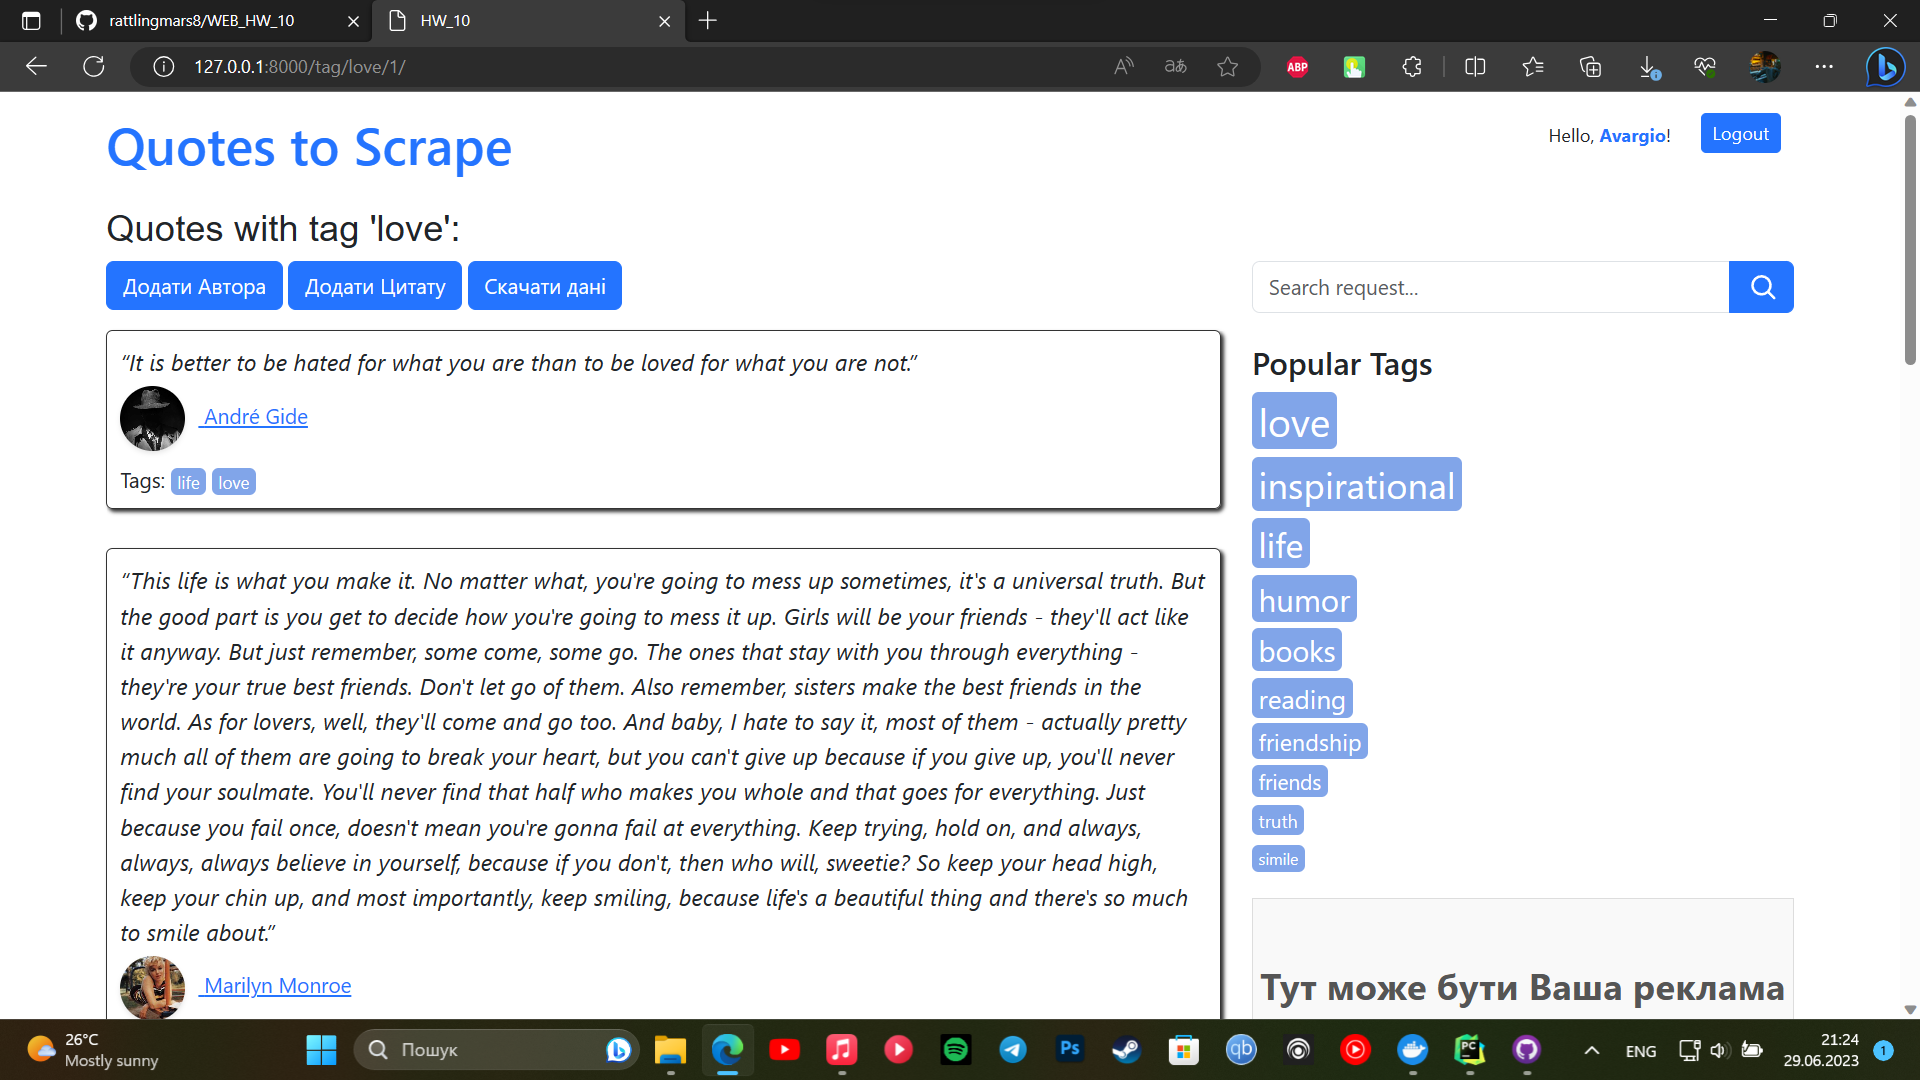 rattlingmars8/WEB_HW_10
HW_10
127.0.0.1:8000/tag/love/1/
ABP
Quotes to Scrape
Hello, Avargio!
Logout
Quotes with tag 'love':
Додати Автора
Додати Цитату
Скачати дані
Search request...
“It is better to be hated for what you are than to be loved for what you are not.”
André Gide
Tags: life love
“This life is what you make it. No matter what, you're going to mess up sometimes, it's a universal truth. But
the good part is you get to decide how you're going to mess it up. Girls will be your friends - they'll act like
it anyway. But just remember, some come, some go. The ones that stay with you through everything -
they're your true best friends. Don't let go of them. Also remember, sisters make the best friends in the
world. As for lovers, well, they'll come and go too. And baby, I hate to say it, most of them - actually pretty
much all of them are going to break your heart, but you can't give up because if you give up, you'll never
find your soulmate. You'll never find that half who makes you whole and that goes for everything. Just
because you fail once, doesn't mean you're gonna fail at everything. Keep trying, hold on, and always,
always, always believe in yourself, because if you don't, then who will, sweetie? So keep your head high,
keep your chin up, and most importantly, keep smiling, because life's a beautiful thing and there's so much
to smile about.”
Marilyn Monroe
Popular Tags
love
inspirational
life
humor
books
reading
friendship
friends
truth
simile
Тут може бути Ваша реклама
26°C
Mostly sunny
Пошук
Ps
qb
PC
ENG
21:24
29.06.2023
1